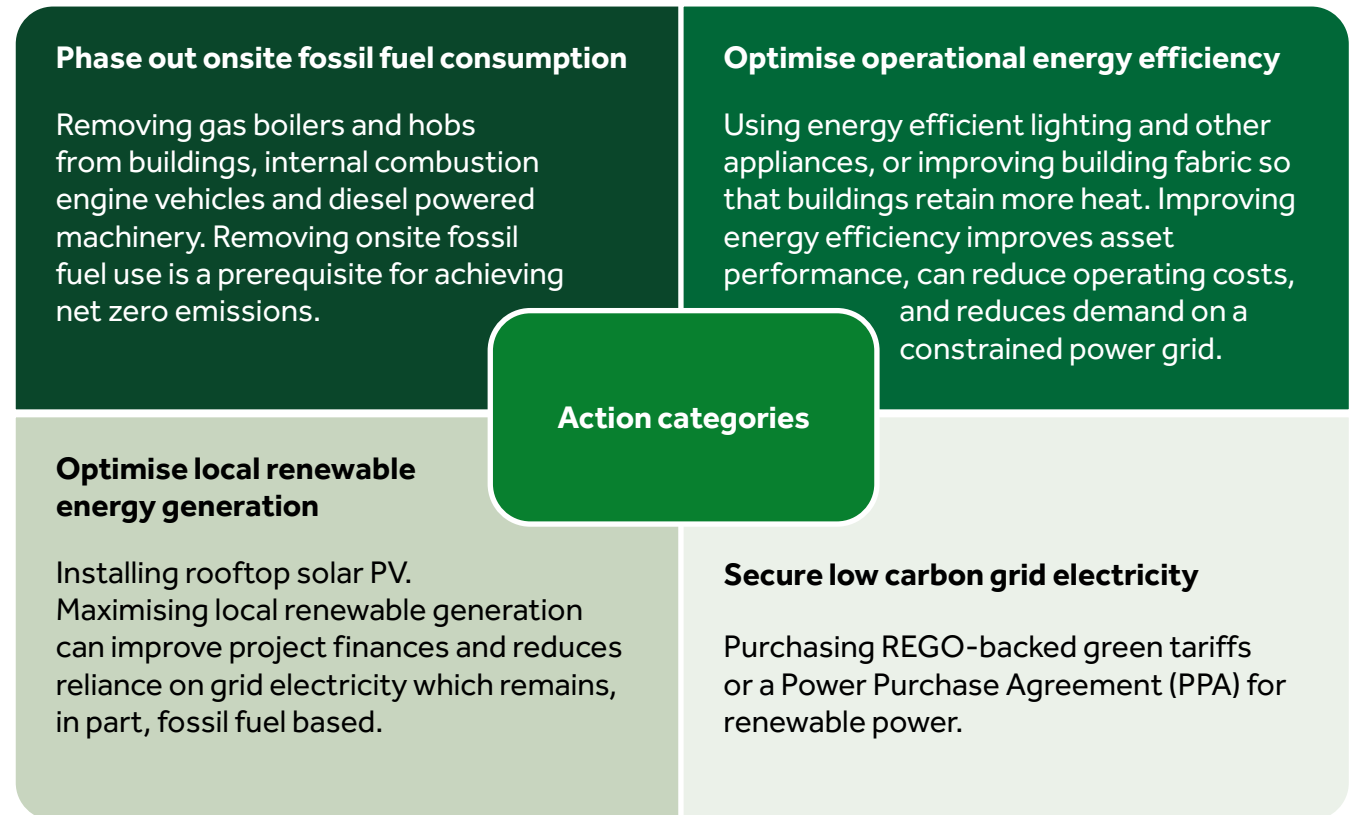 Phase out onsite fossil fuel consumption
Removing gas boilers and hobs
from buildings, internal combustion
engine vehicles and diesel powered
machinery. Removing onsite fossil
fuel use is a prerequisite for achieving
net zero emissions.
Optimise operational energy efficiency
Using energy efficient lighting and other
appliances, or improving building fabric so
that buildings retain more heat. Improving
energy efficiency improves asset
performance, can reduce operating costs,
and reduces demand on a
constrained power grid.
Action categories
Optimise local renewable
energy generation
Installing rooftop solar PV.
Maximising local renewable generation
can improve project finances and reduces
reliance on grid electricity which remains,
in part, fossil fuel based.
Secure low carbon grid electricity
Purchasing REGO-backed green tariffs
or a Power Purchase Agreement (PPA) for
renewable power.